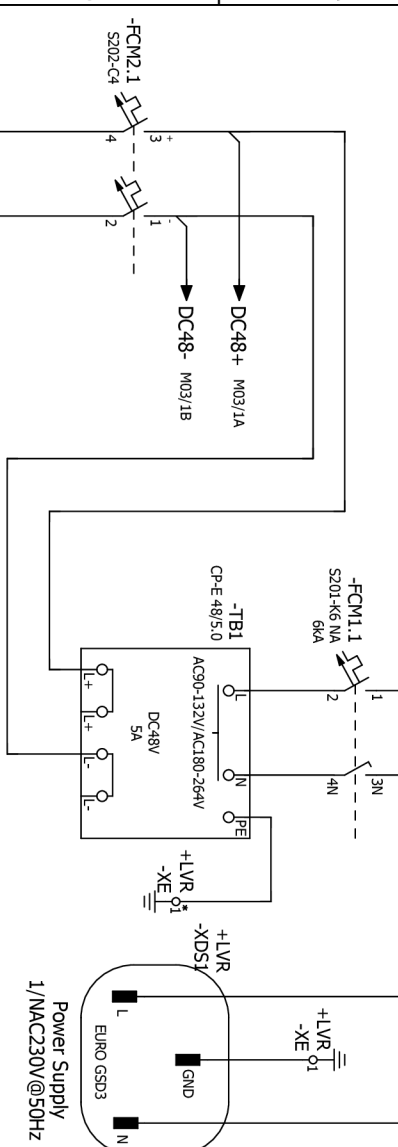 -FCM2.1
S202-C4
3
+
4
1
-
2
DC48+ M03/1A
DC48- M03/1B
-FCM1.1
S201-K6 NA
6kA
1
2
3N
4N
-TB1
CP-E 48/5.0
AC90-132V/AC180-264V
L
N
PE
DC48V
5A
L+
L+
L-
L-
+LVR
-XE
1
*
+LVR
-XDS1
+LVR
-XE
1
L
GND
N
EURO GSD3
Power Supply
1/NAC230V@50Hz